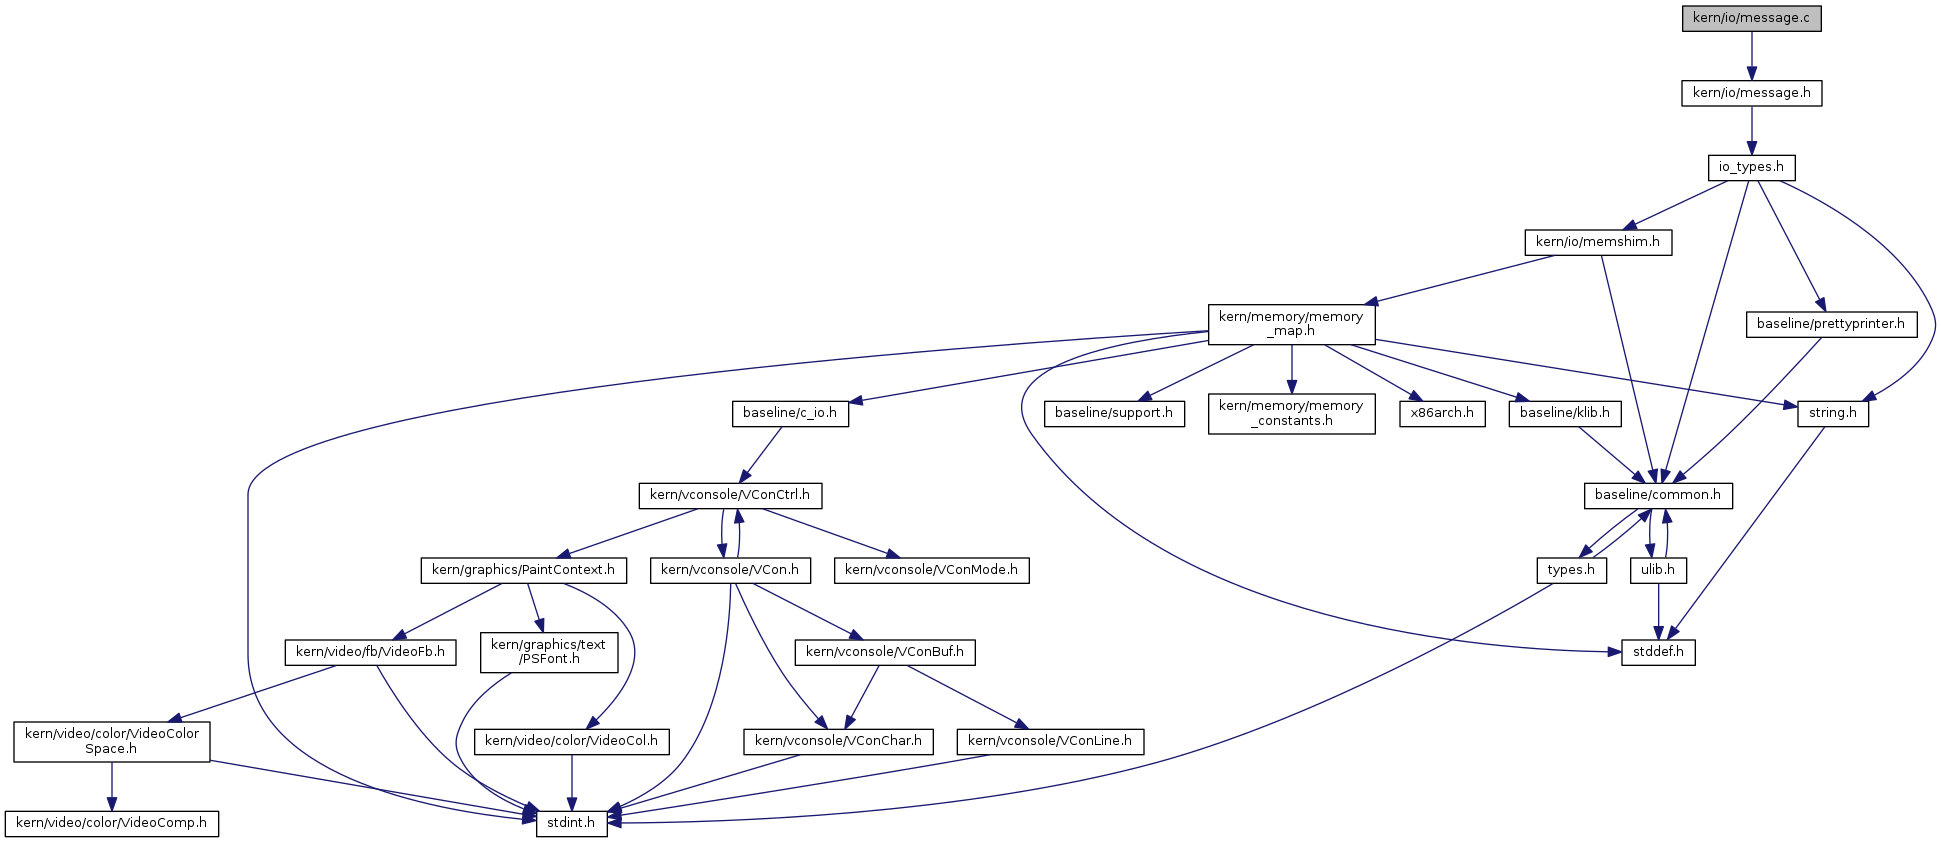 kern/io/message.c
kern/io/message.h
io_types.h
kern/io/memshim.h
kern/memory/memory
_map.h
baseline/prettyprinter.h
baseline/c_io.h
baseline/support.h
kern/memory/memory
_constants.h
x86arch.h
baseline/klib.h
string.h
kern/vconsole/VConCtrl.h
baseline/common.h
kern/graphics/PaintContext.h
kern/vconsole/VCon.h
kern/vconsole/VConMode.h
types.h
ulib.h
kern/video/fb/VideoFb.h
kern/graphics/text
/PSFont.h
kern/vconsole/VConBuf.h
stddef.h
kern/video/color/VideoColor
Space.h
kern/video/color/VideoCol.h
kern/vconsole/VConChar.h
kern/vconsole/VConLine.h
kern/video/color/VideoComp.h
stdint.h